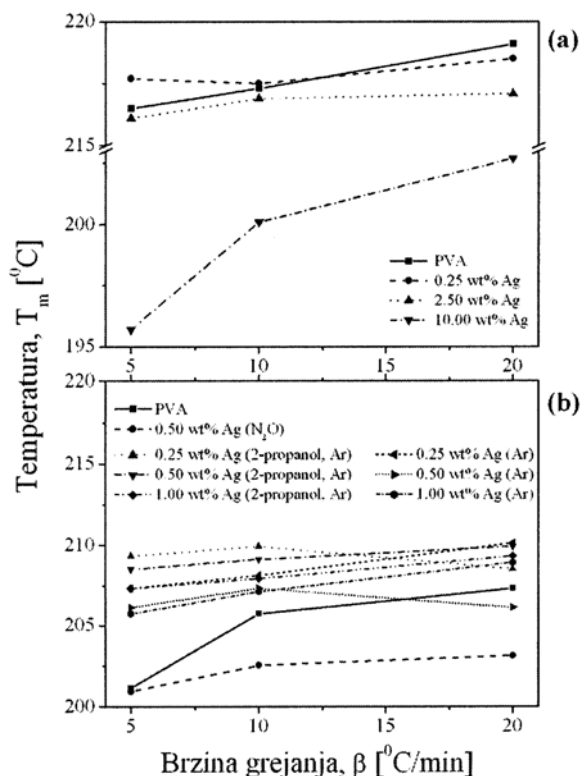 220
(a)
215
200
195
PVA
0.25 wt% Ag
2.50 wt% Ag
10.00 wt% Ag
5
10
15
20
Temperatura, Tm [⁰C]
220
(b)
PVA
0.50 wt% Ag (N₂O)
0.25 wt% Ag (2-propanol, Ar)
0.50 wt% Ag (2-propanol, Ar)
1.00 wt% Ag (2-propanol, Ar)
0.25 wt% Ag (Ar)
0.50 wt% Ag (Ar)
1.00 wt% Ag (Ar)
215
210
205
200
5
10
15
20
Brzina grejanja, β [⁰C/min]